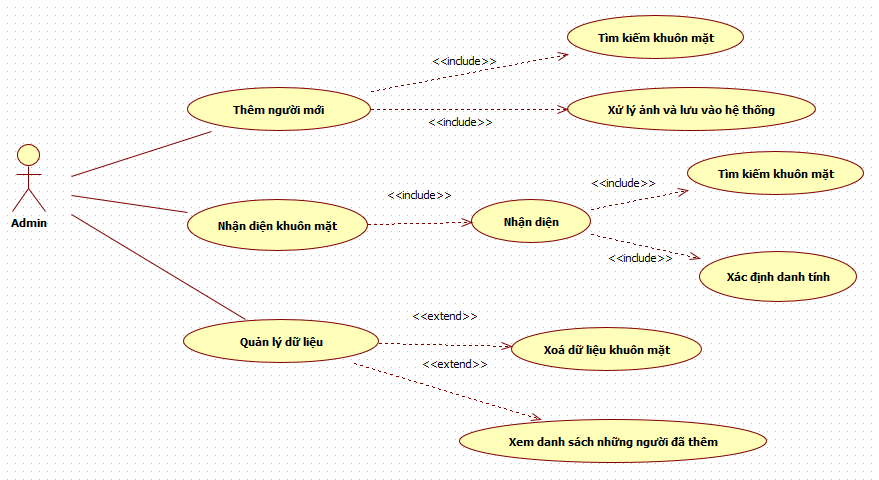 Tìm kiếm khuôn mặt
<<include>>
Thêm người mới
Xử lý ảnh và lưu vào hệ thống
<<include>>
Tìm kiếm khuôn mặt
<<include>>
<<include>>
Admin
Nhận diện khuôn mặt
Nhận diện
<<include>>
Xác định danh tính
<<extend>>
Quản lý dữ liệu
Xoá dữ liệu khuôn mặt
<<extend>>
Xem danh sách những người đã thêm